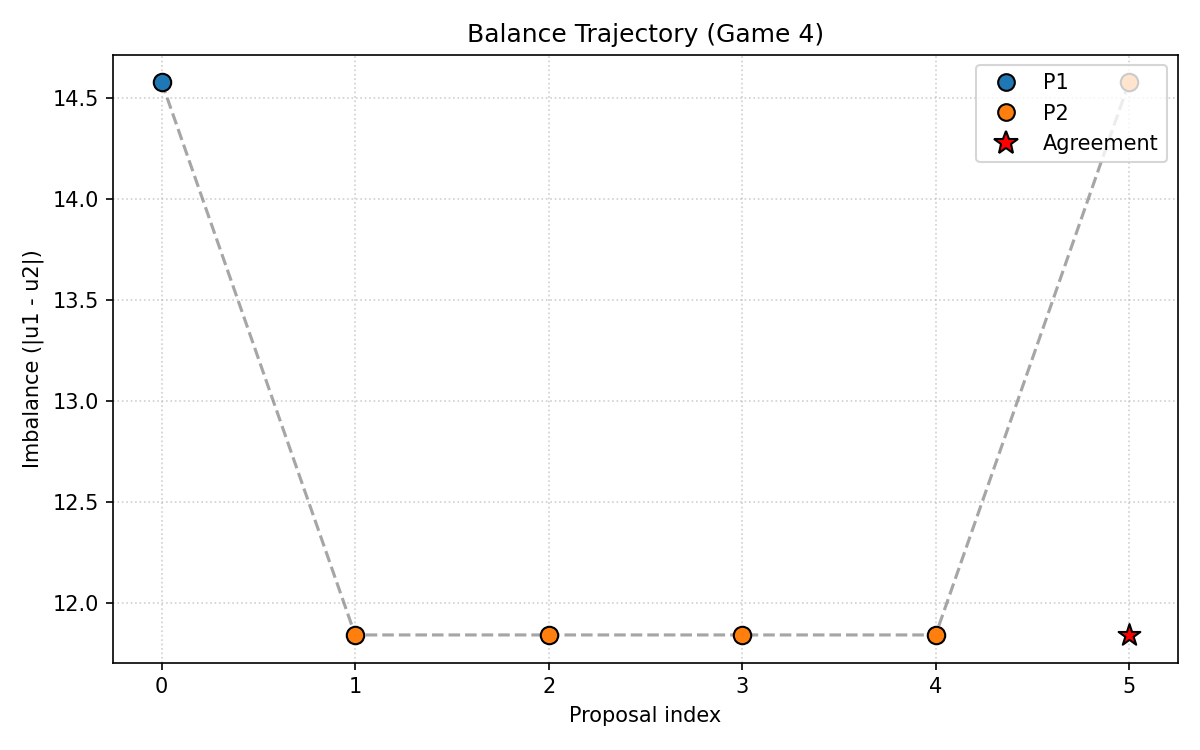 Balance Trajectory (Game 4)
P1
P2
Agreement
Imbalance (|u1 - u2|)
14.5
14.0
13.5
13.0
12.5
12.0
0 1 2 3 4 5
Proposal index